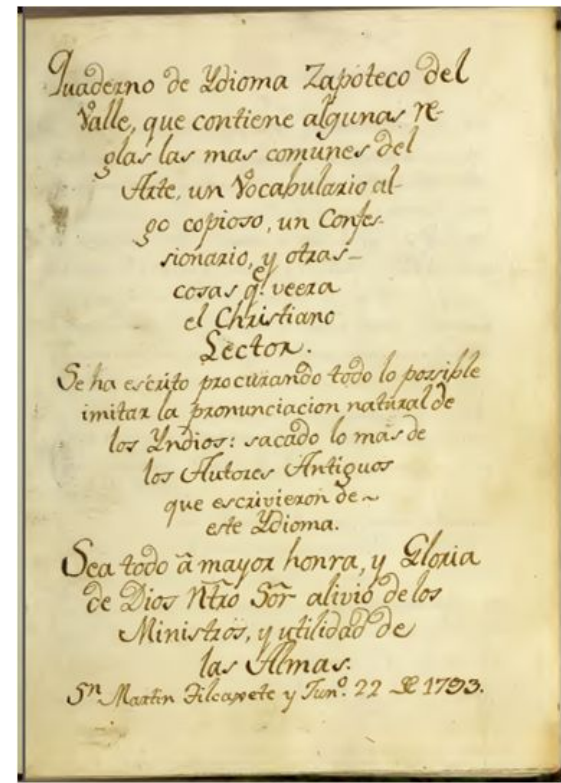 Quaderno de Ydioma Zapoteco del
Valle, que contiene algunas re-
glas las mas comunes del
Arte, un Vocabulario al-
go copioso, un Confes-
sionario, y otras-
cosas q.e veera
el Christiano
Lector.
Se ha escrito procurando todo lo possible
imitar la pronunciacion natural de
los Yndios: sacado lo mas de
los Autores Antiguos
que escrivieron de~
este Ydioma.
Sea todo â mayor honra, y Gloria
de Dios Ntro Sor alivio de los
Ministros, y utilidad de
las Almas.
Sn Martin Tilcaxete y Jun.o 22 de 1793.